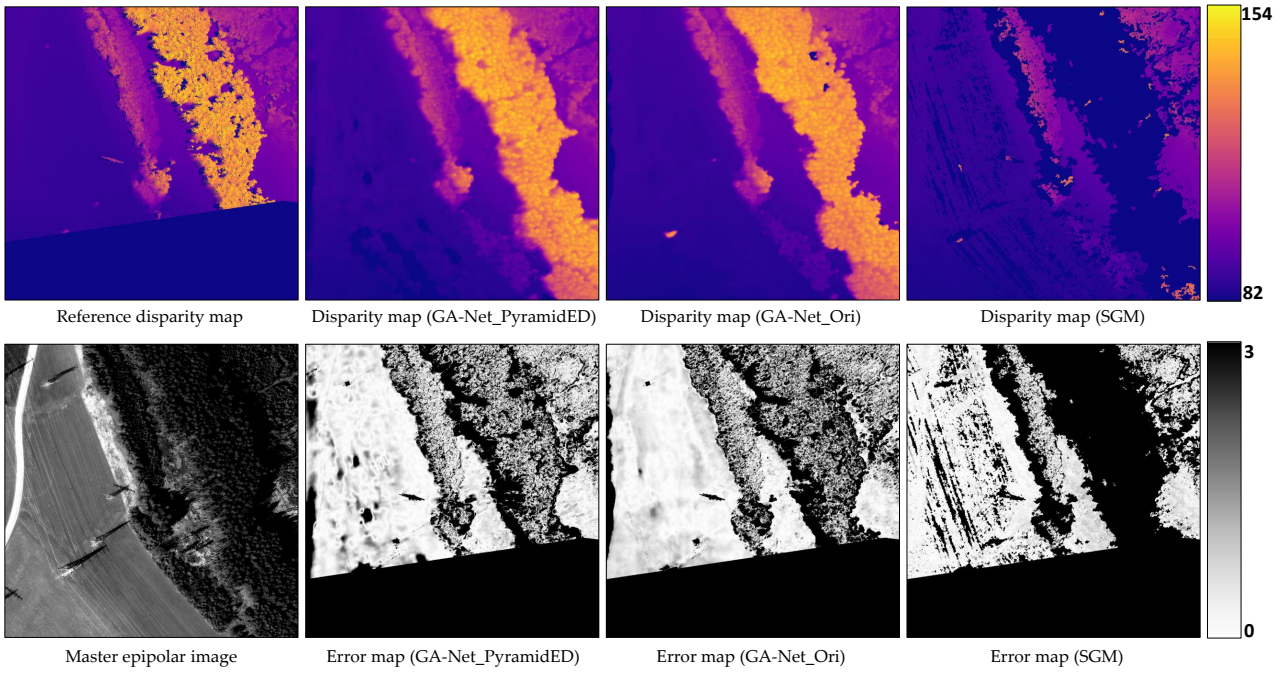 154
82
Reference disparity map
Disparity map (GA-Net_PyramidED)
Disparity map (GA-Net_Ori)
Disparity map (SGM)
3
0
Master epipolar image
Error map (GA-Net_PyramidED)
Error map (GA-Net_Ori)
Error map (SGM)